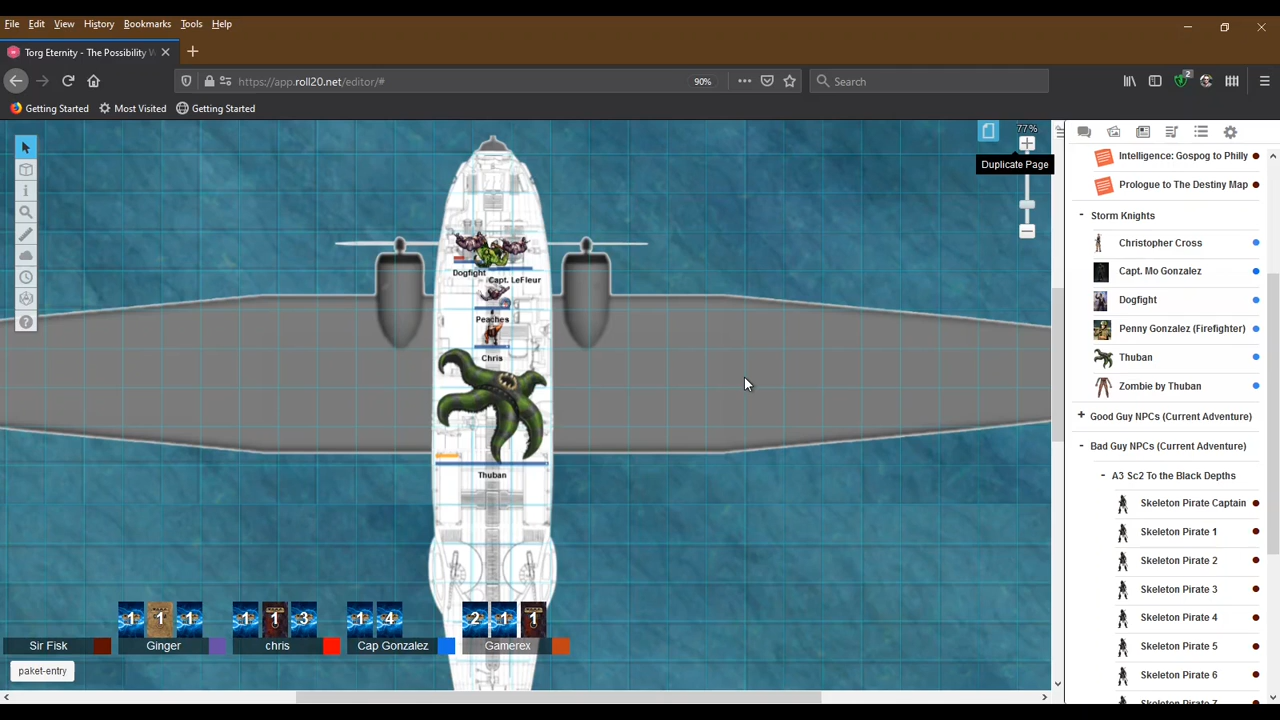 File Edit View History Bookmarks Tools Help
Torg Eternity - The Possibility W
https://app.roll20.net/editor/#
90%
Search
2
Getting Started Most Visited Getting Started
77%
Duplicate Page
Intelligence: Gospog to Philly
Prologue to The Destiny Map
Storm Knights
Christopher Cross
Capt. Mo Gonzalez
Dogfight
Penny Gonzalez (Firefighter)
Thuban
Zombie by Thuban
Good Guy NPCs (Current Adventure)
Bad Guy NPCs (Current Adventure)
A3 Sc2 To the Black Depths
Skeleton Pirate Captain
Skeleton Pirate 1
Skeleton Pirate 2
Skeleton Pirate 3
Skeleton Pirate 4
Skeleton Pirate 5
Skeleton Pirate 6
Skeleton Pirate 7
Dogfight
Capt. LeFleur
Peaches
Chris
Thuban
1 1 1 1 1 3 1 4 2 1 1
Sir Fisk Ginger chris Cap Gonzalez Gamerex
paket-entry